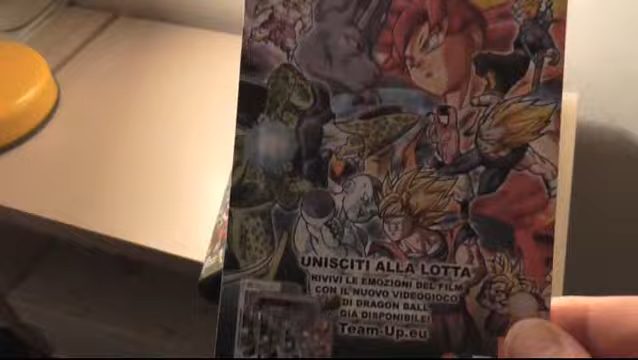 UNISCITI ALLA LOTTA
RIVIVI LE EMOZIONI DEL FILM
CON IL NUOVO VIDEOGIOCO
DI DRAGON BALL
GIÀ DISPONIBILE!
Team-Up.eu